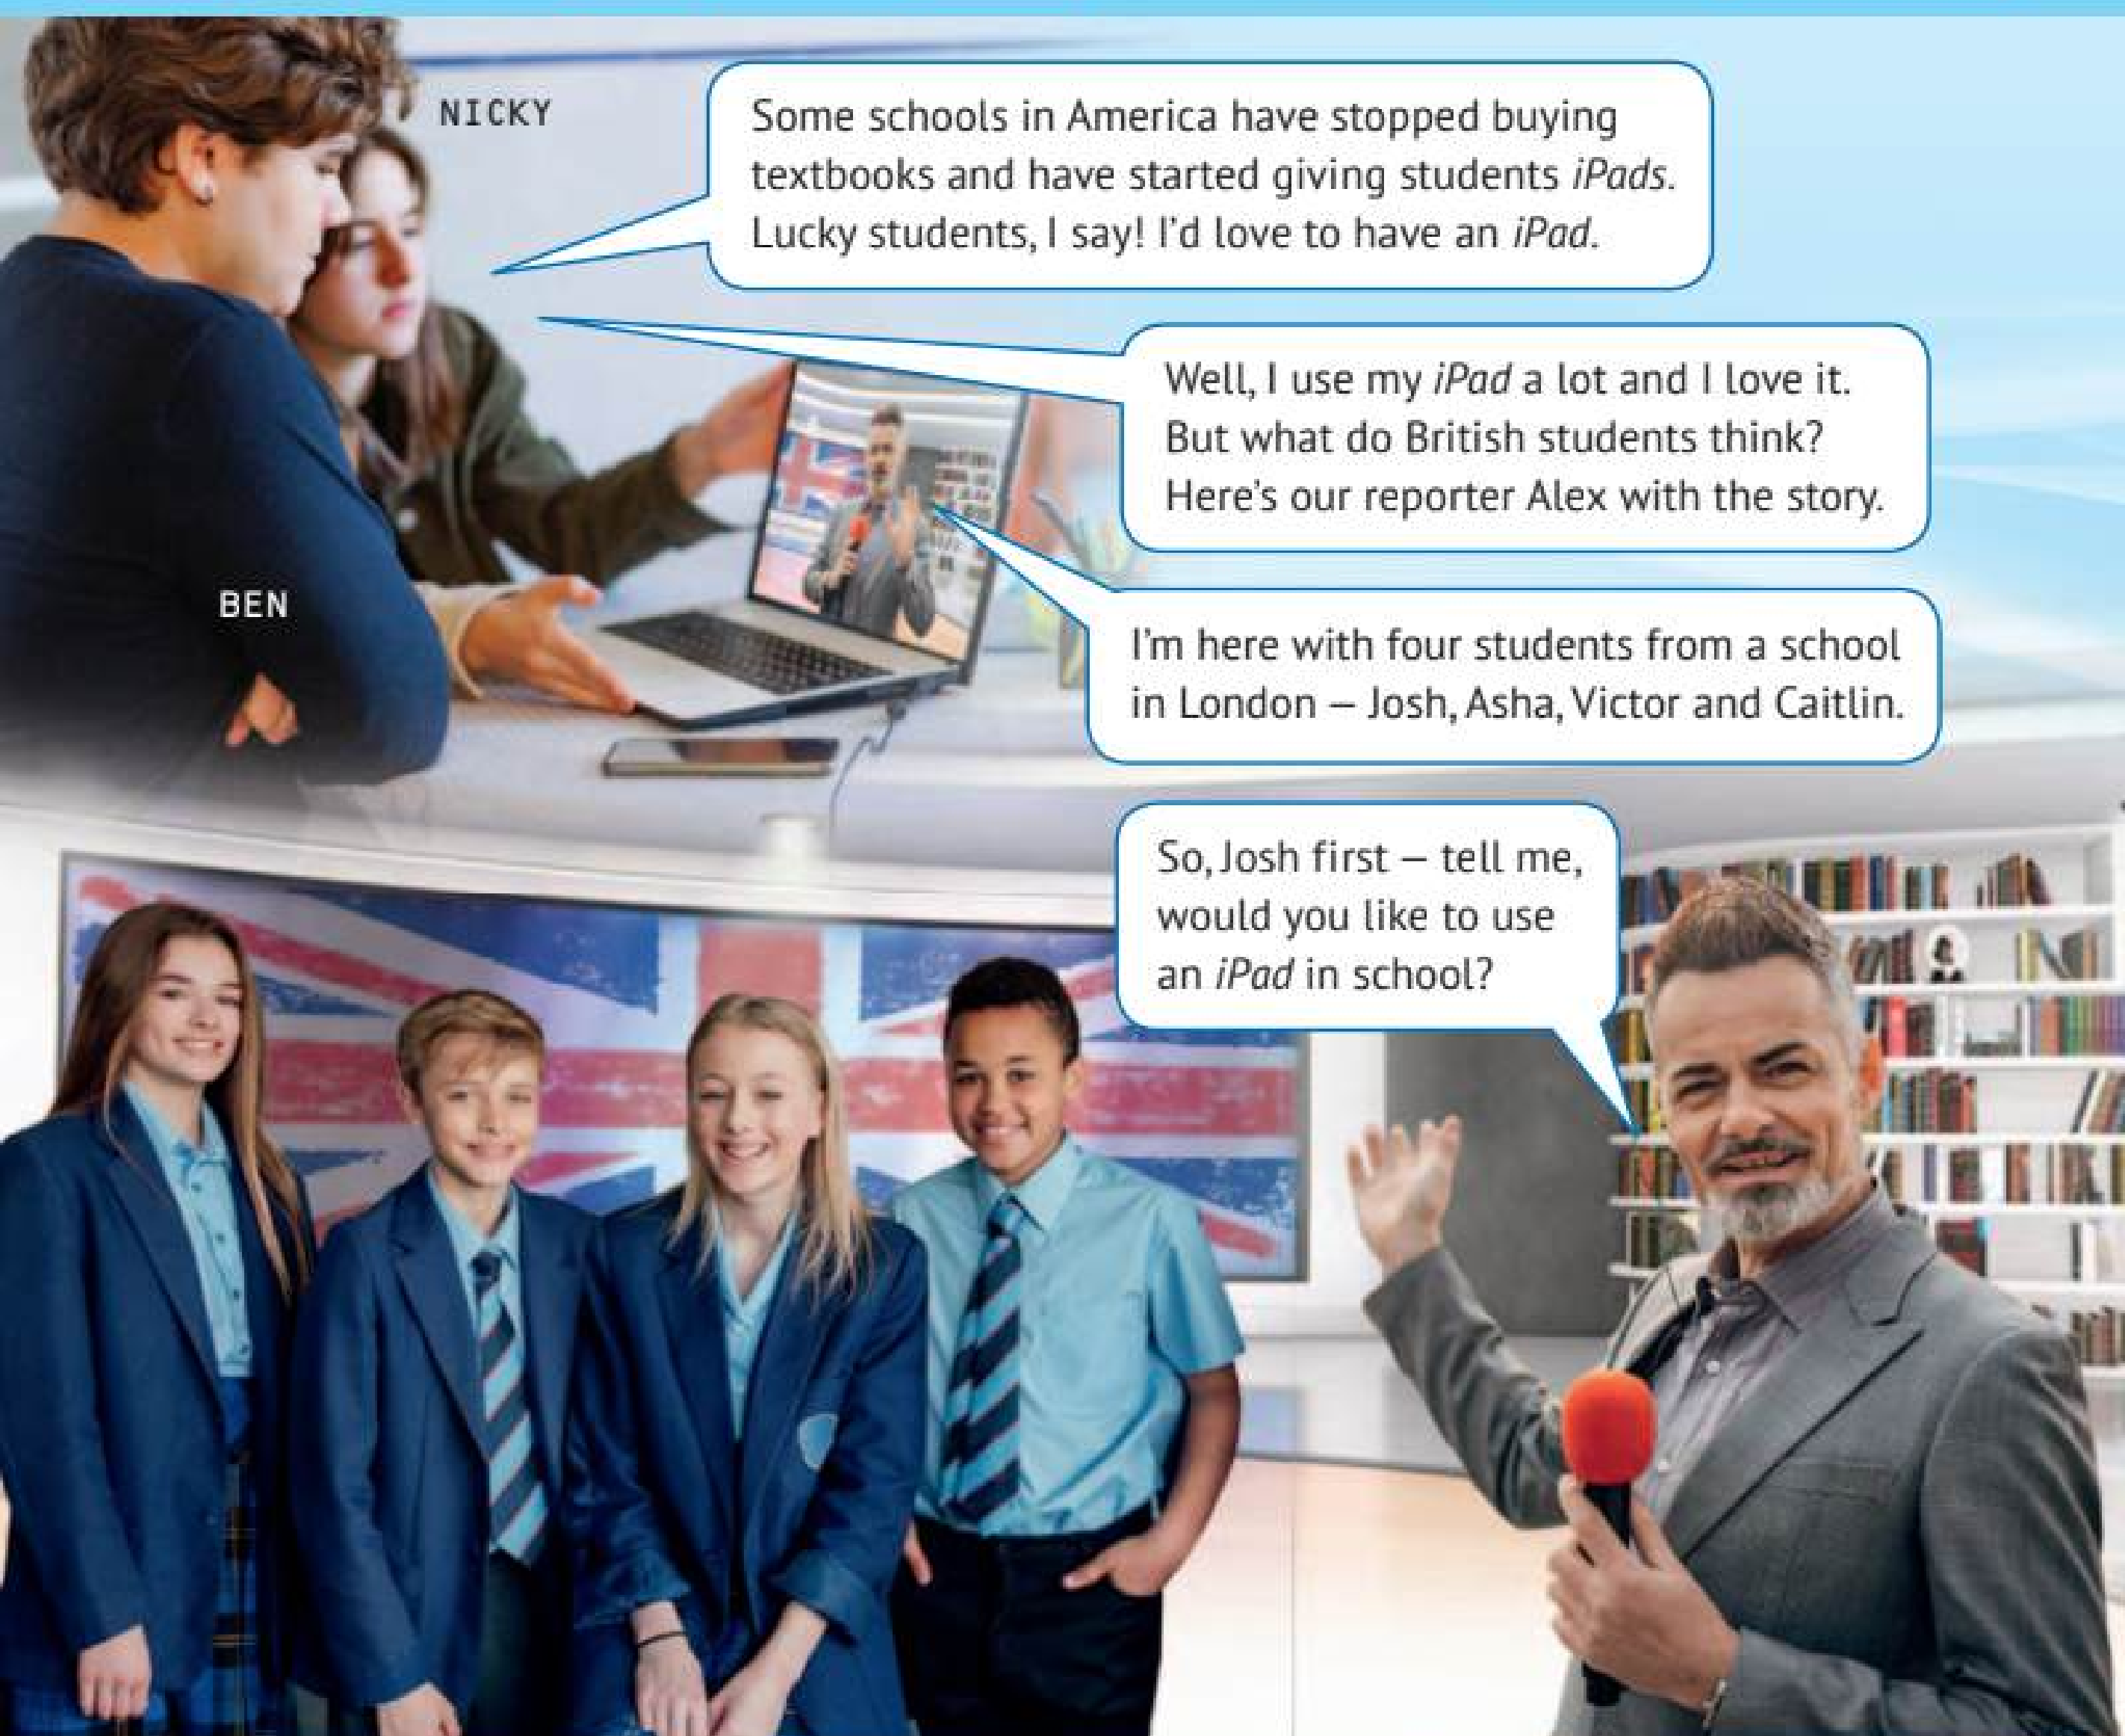 NICKY
Some schools in America have stopped buying
textbooks and have started giving students iPads.
Lucky students, I say! I'd love to have an iPad.
Well, I use my iPad a lot and I love it.
But what do British students think?
Here's our reporter Alex with the story.
BEN
I'm here with four students from a school
in London – Josh, Asha, Victor and Caitlin.
So, Josh first – tell me,
would you like to use
an iPad in school?